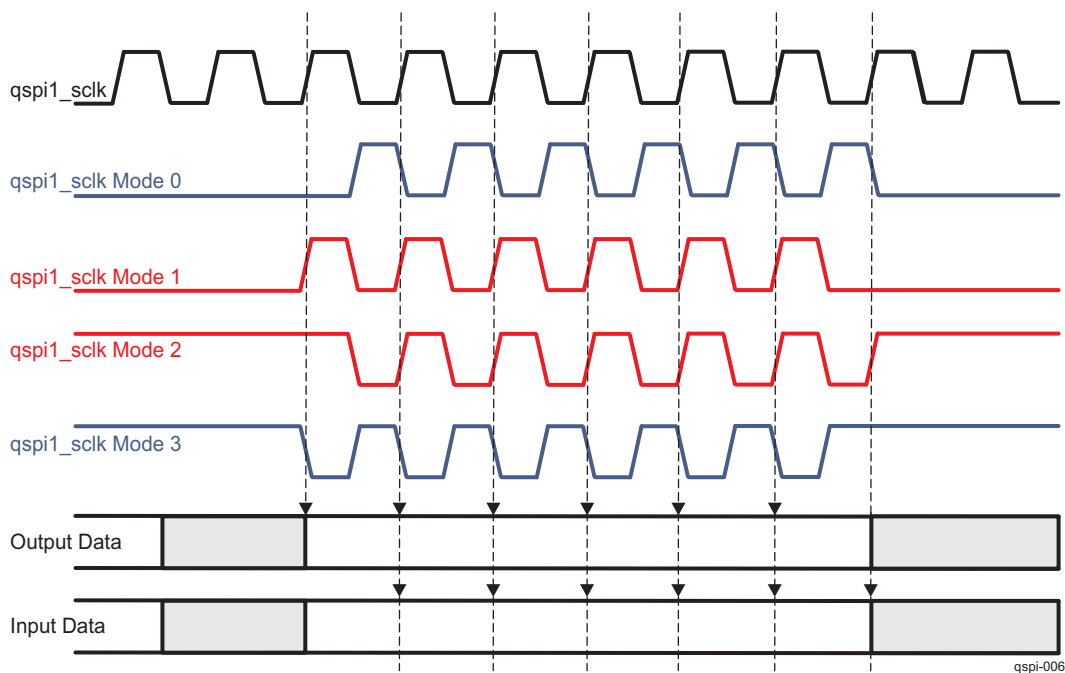 qspi1_sclk
qspi1_sclk Mode 0
qspi1_sclk Mode 1
qspi1_sclk Mode 2
qspi1_sclk Mode 3
Output Data
Input Data
qspi-006